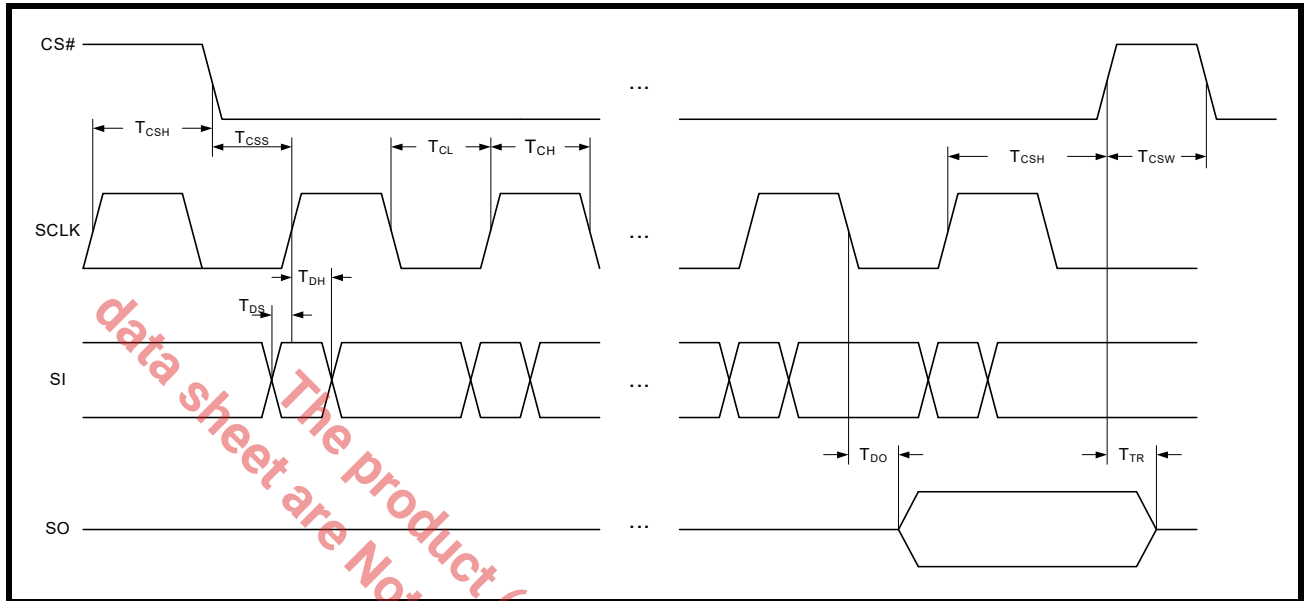 CS#
...
TCSH
TCSS
TCL
TCH
TCSH
TCSW
SCLK
...
TDH
TDS
SI
...
TDO
TTR
SO
...
The product
data sheet are Not